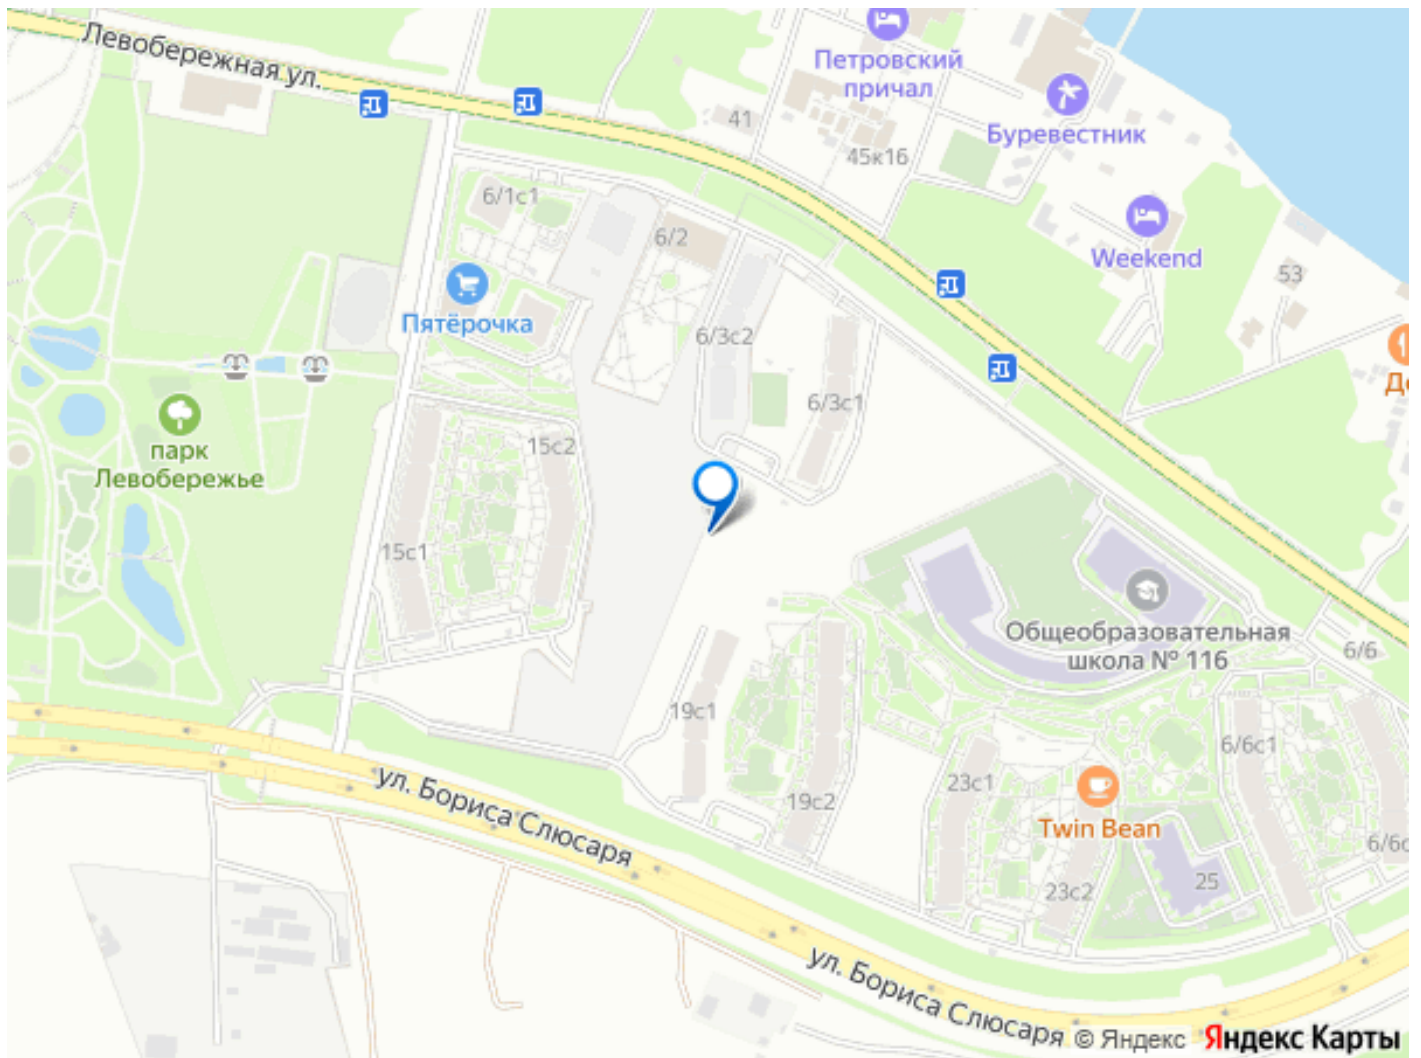 Левобережная ул.
Петровский
причал
Буревестник
41
45к16
6/1с1
6/2
Weekend
53
Пятёрочка
6/3с2
6/3с1
парк
Левобережье
15с2
15с1
Общеобразовательная
школа № 116
6/6
19с1
6/6с1
23с1
19с2
ул. Бориса Слюсаря
Twin Bean
25
23с2
ул. Бориса Слюсаря
© Яндекс
Яндекс Карты